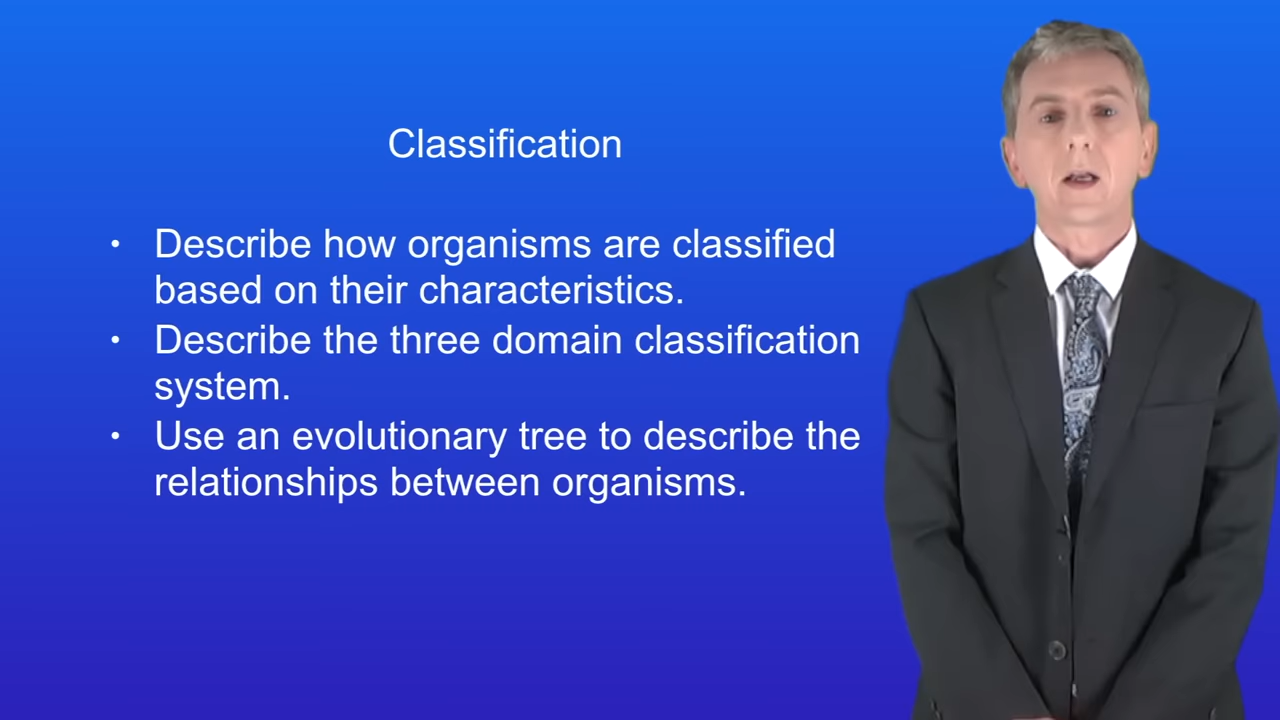 Classification
• Describe how organisms are classified
based on their characteristics.
• Describe the three domain classification
system.
• Use an evolutionary tree to describe the
relationships between organisms.